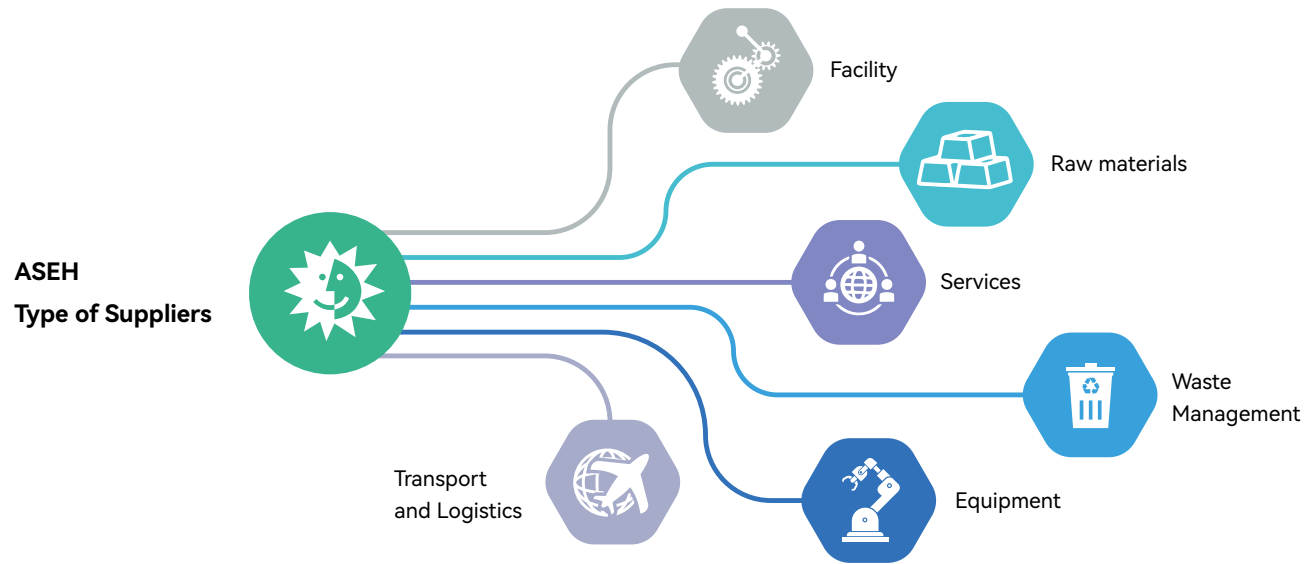 ASEH
Type of Suppliers
Facility
Raw materials
Services
Waste
Management
Equipment
Transport
and Logistics